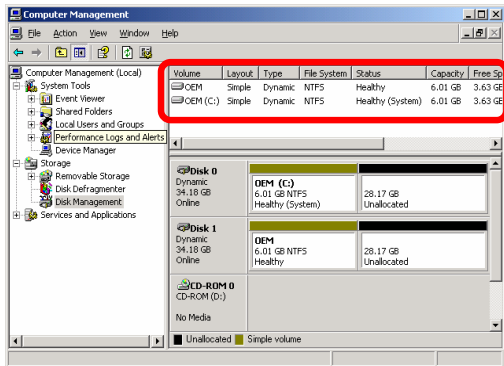 Computer Management
File Action View Window Help
Computer Management (Local)
System Tools
Event Viewer
Shared Folders
Local Users and Groups
Performance Logs and Alerts
Device Manager
Storage
Removable Storage
Disk Defragmenter
Disk Management
Services and Applications
Volume Layout Type File System Status Capacity Free Sp
OEM Simple Dynamic NTFS Healthy 6.01 GB 3.63 GB
OEM (C:) Simple Dynamic NTFS Healthy (System) 6.01 GB 3.63 GB
Disk 0
Dynamic
34.18 GB
Online
OEM (C:)
6.01 GB NTFS
Healthy (System)
28.17 GB
Unallocated
Disk 1
Dynamic
34.18 GB
Online
OEM
6.01 GB NTFS
Healthy
28.17 GB
Unallocated
CD-ROM 0
CD-ROM (D:)
No Media
Unallocated Simple volume